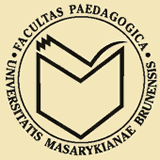 FACULTAS PAEDAGOGICA
UNIVERSITATIS MASARYKIANAE BRUNENSIS